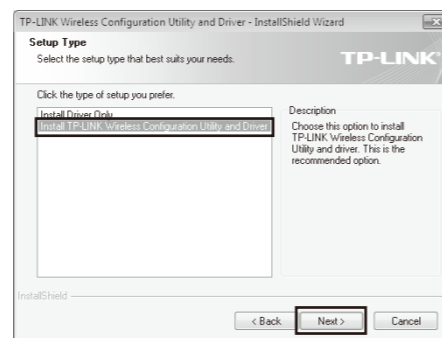 TP-LINK Wireless Configuration Utility and Driver - InstallShield Wizard
Setup Type
Select the setup type that best suits your needs.
TP-LINK®
Click the type of setup you prefer.
Install Driver Only
Install TP-LINK Wireless Configuration Utility and Driver
Description
Choose this option to install
TP-LINK Wireless Configuration
Utility and driver. This is the
recommended option.
InstallShield
< Back
Next >
Cancel